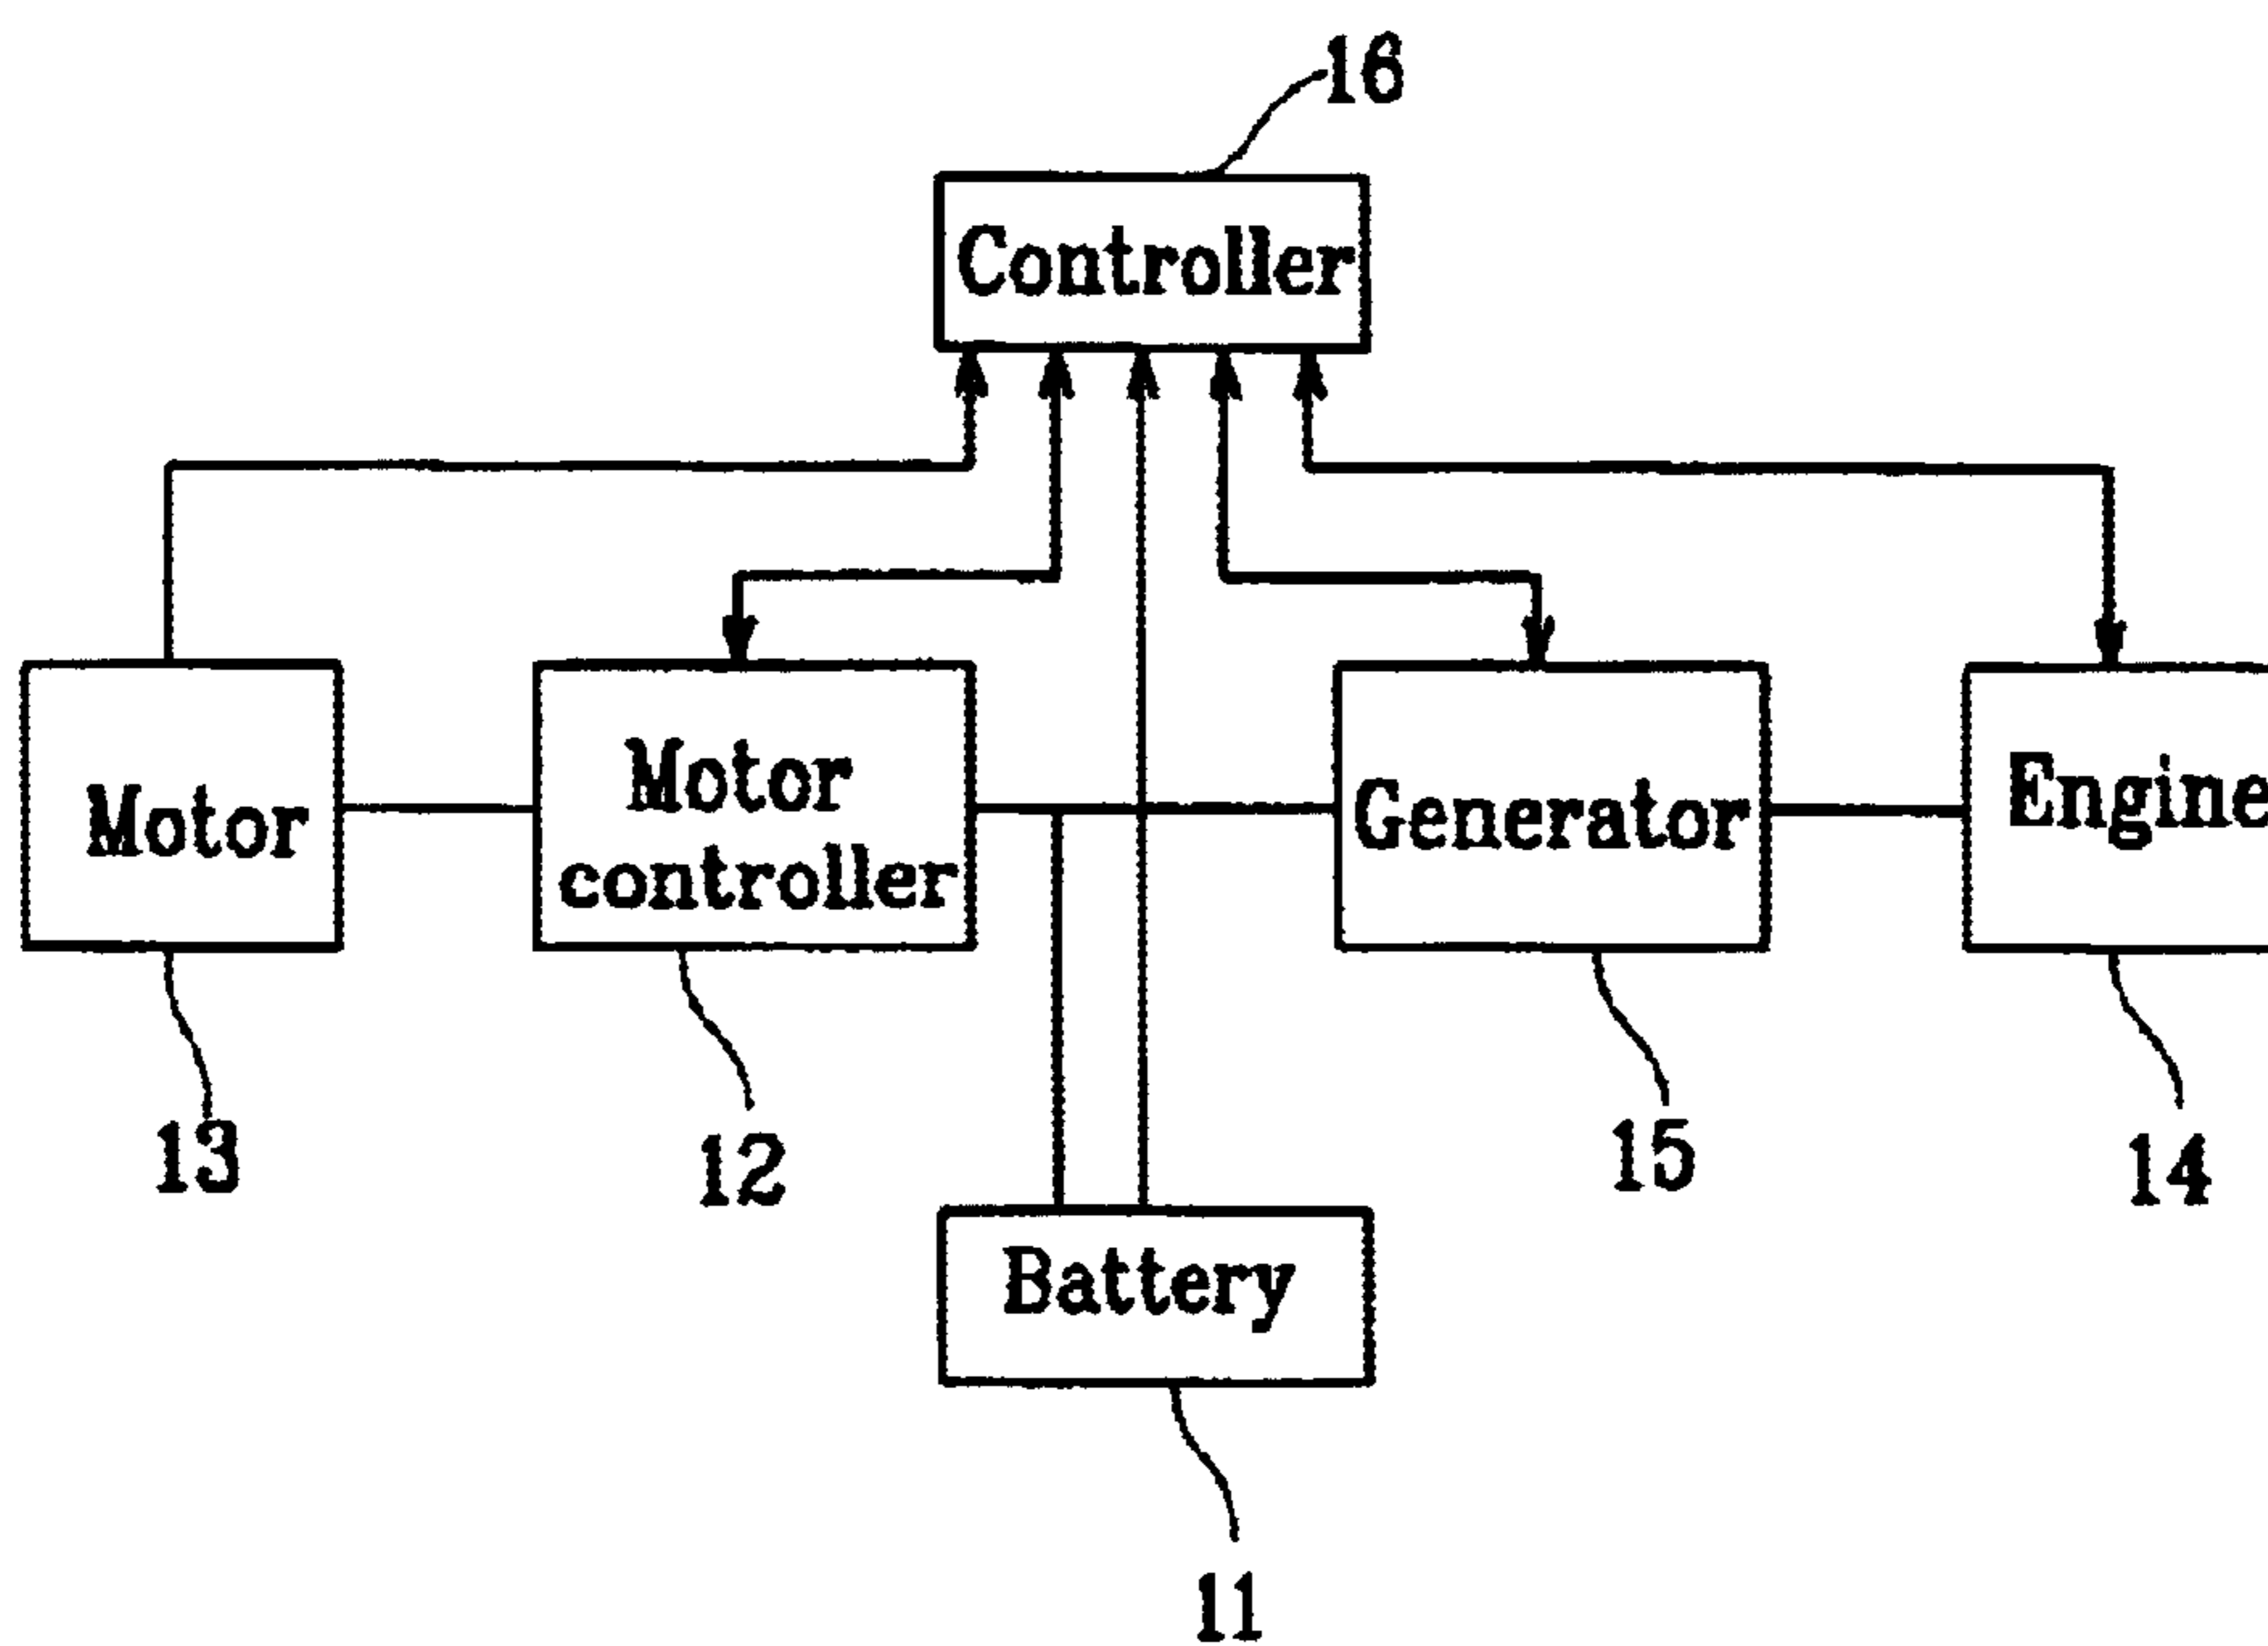 16
Controller
Motor
Motor
controller
Generator
Engine
13
12
15
14
Battery
11